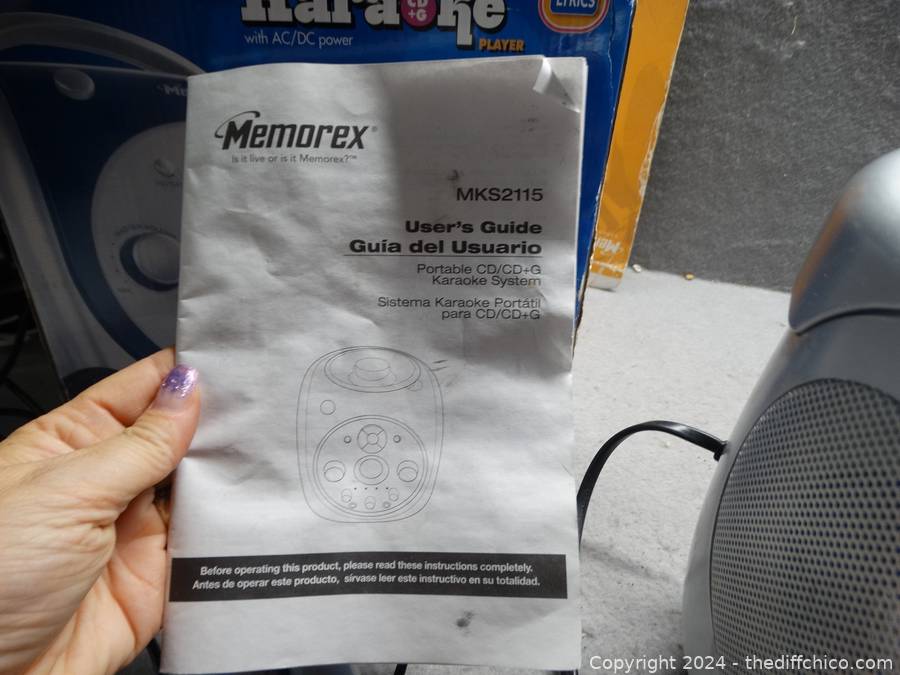 Karaoke
CD
+G
with AC/DC power
PLAYER
LYRICS
Memorex®
Is it live or is it Memorex?™
MKS2115
User's Guide
Guía del Usuario
Portable CD/CD+G
Karaoke System
Sistema Karaoke Portátil
para CD/CD+G
Before operating this product, please read these instructions completely.
Antes de operar este producto, sírvase leer este instructivo en su totalidad.
Copyright 2024 - thediffchico.com